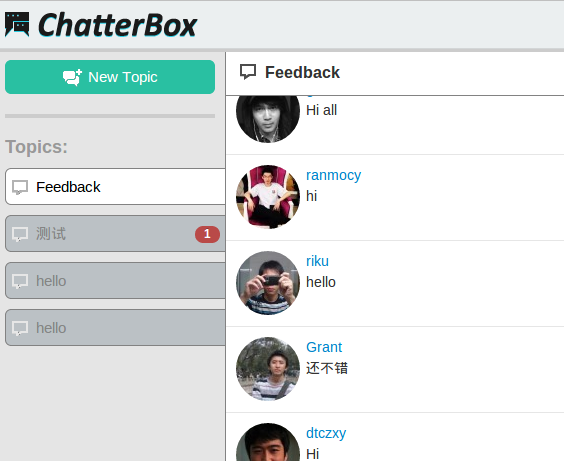 ChatterBox
New Topic
Topics:
Feedback
测试
1
hello
hello
Feedback
Hi all
ranmocy
hi
riku
hello
Grant
还不错
dtczxy
Hi